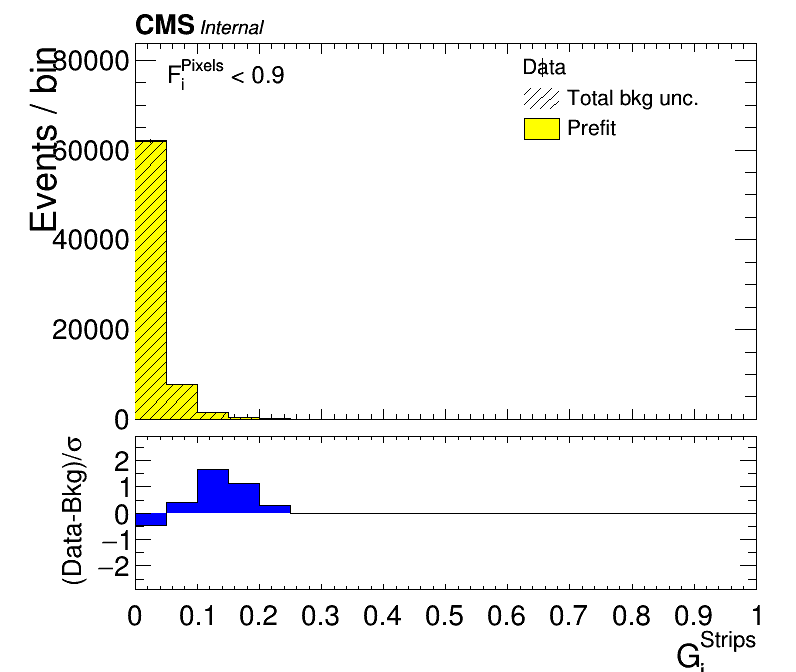 CMS Internal
Events / bin
80000
60000
40000
20000
0
F_i^Pixels < 0.9
Data
Total bkg unc.
Prefit
(Data-Bkg)/σ
2
1
0
−1
−2
0 0.1 0.2 0.3 0.4 0.5 0.6 0.7 0.8 0.9 1
G_i^Strips